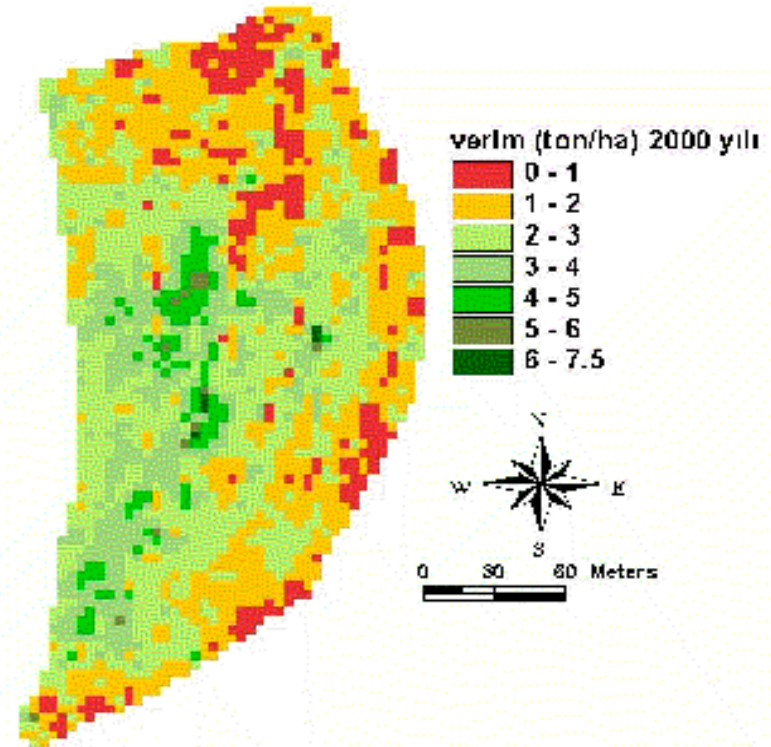 verim (ton/ha) 2000 yılı
0 - 1
1 - 2
2 - 3
3 - 4
4 - 5
5 - 6
6 - 7.5
N
W E
S
0 30 60 Meters